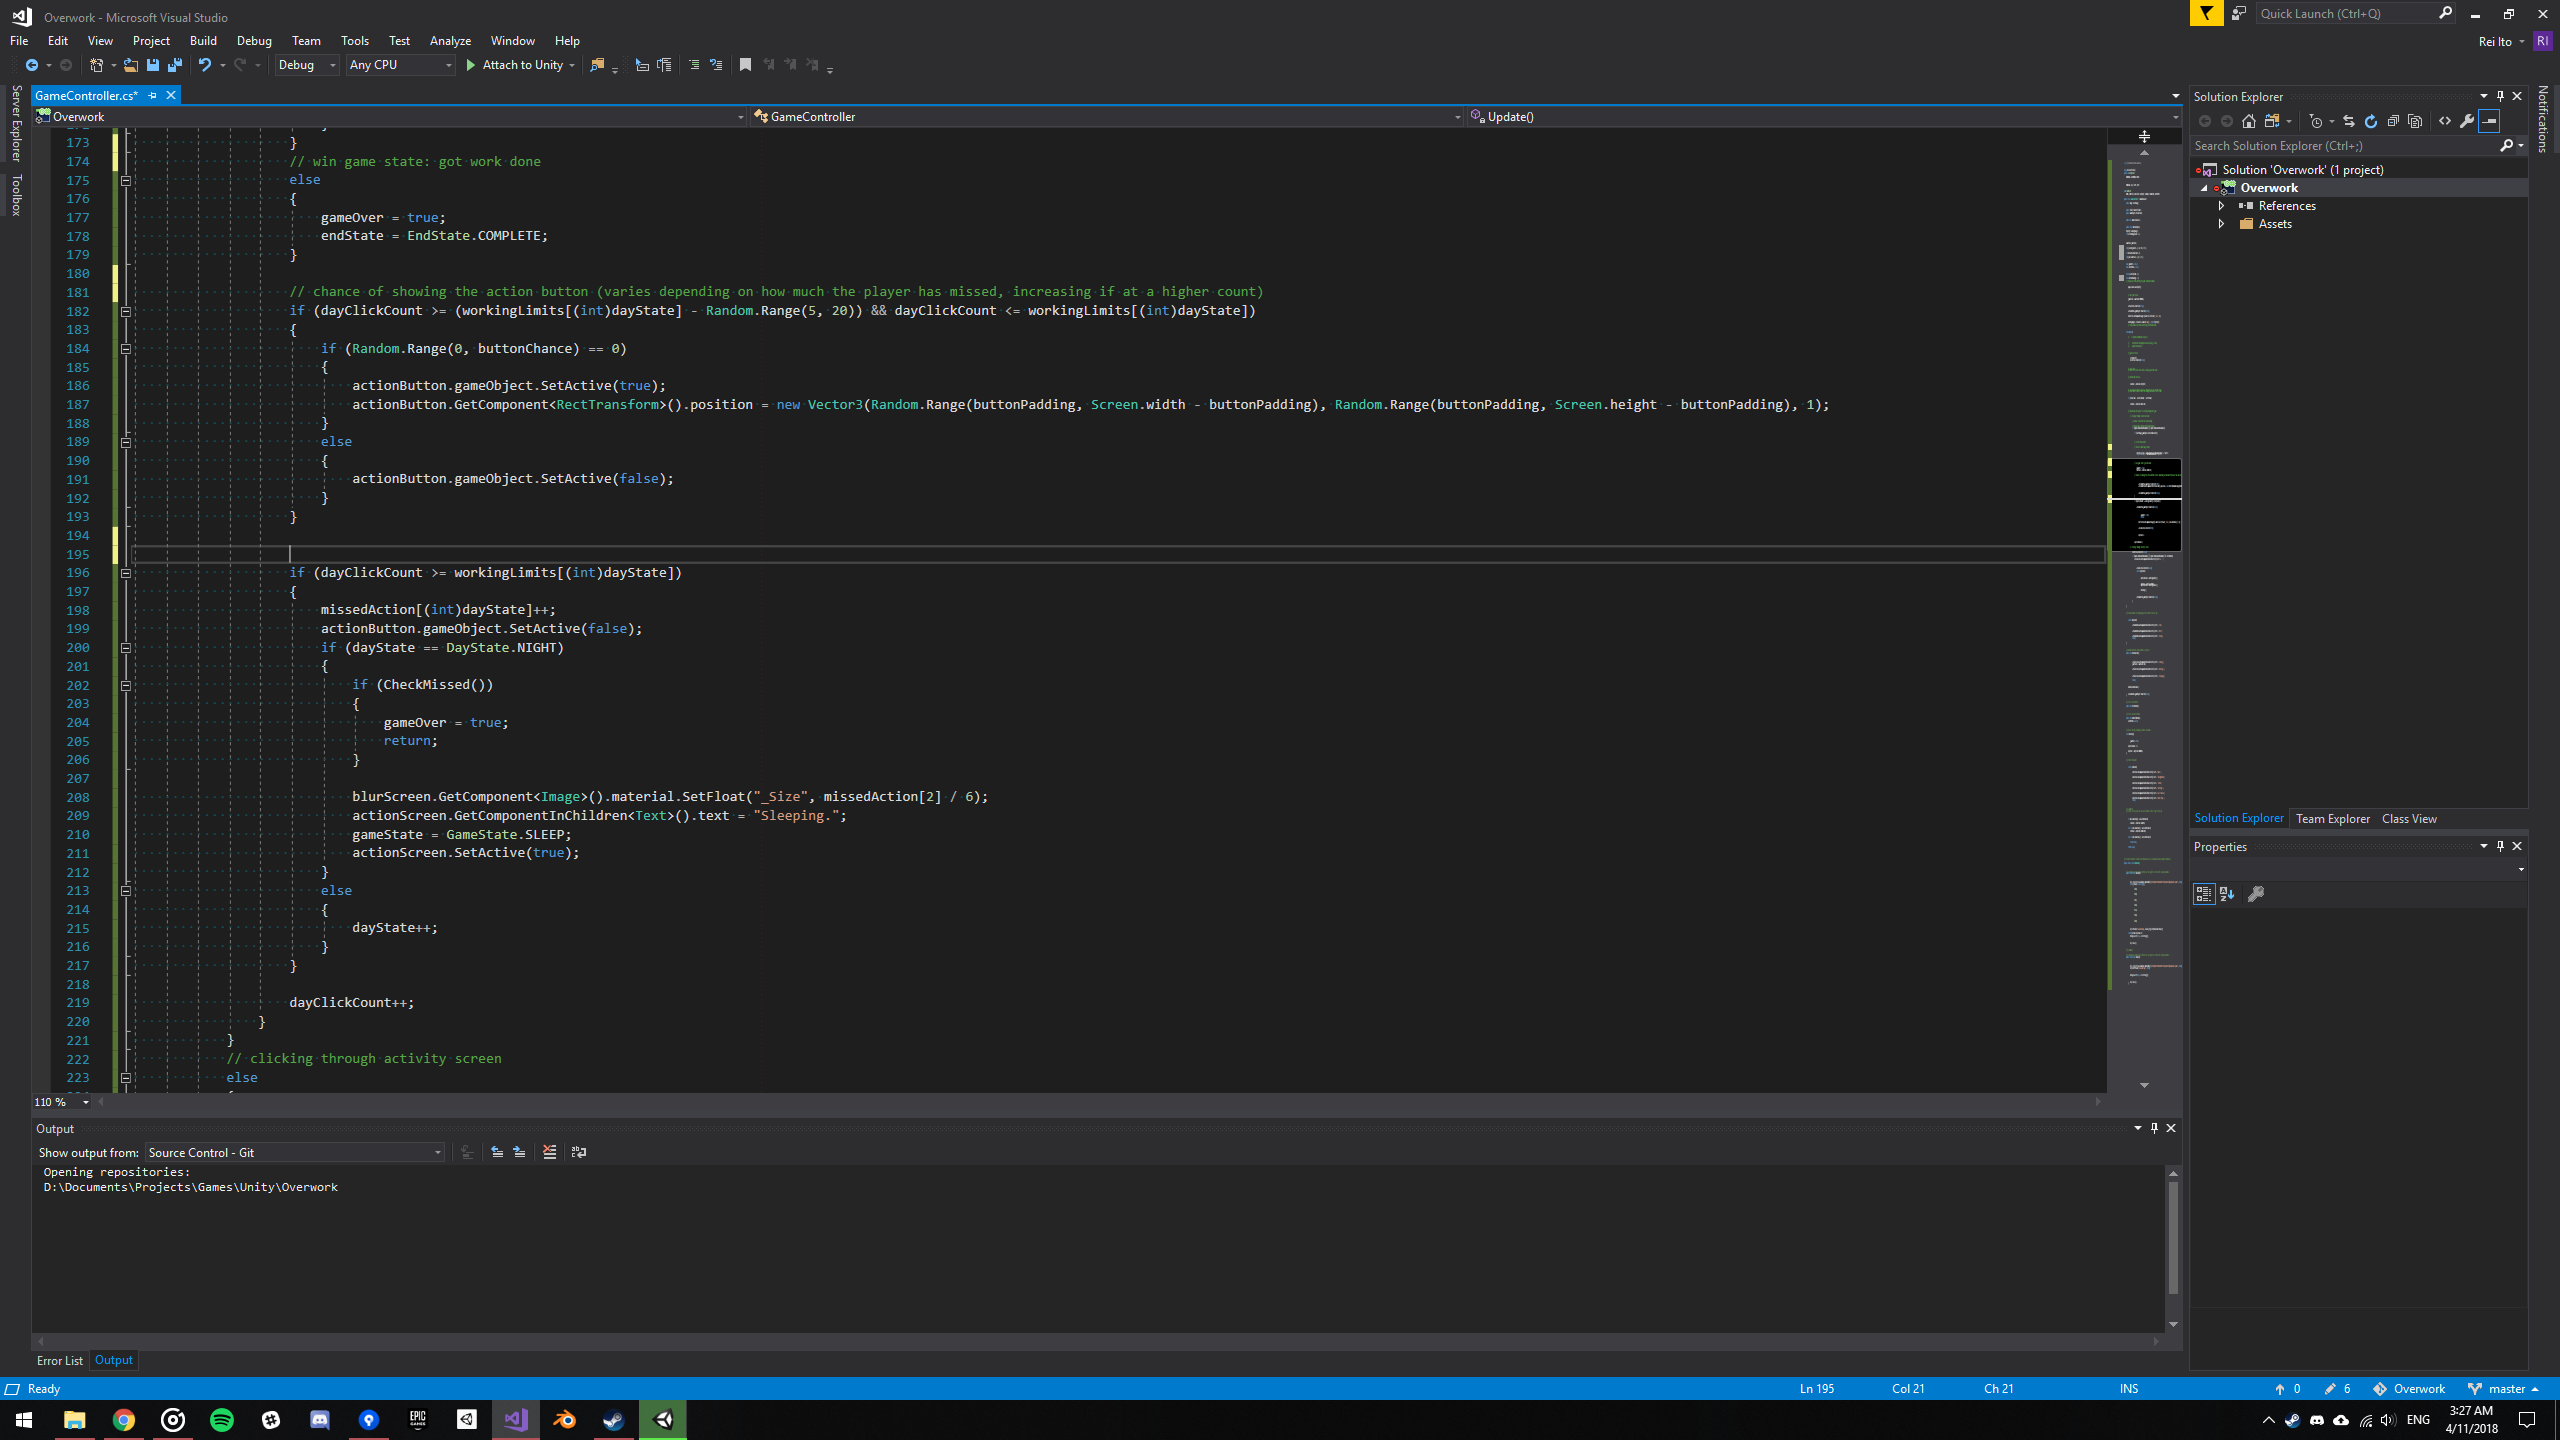 Overwork - Microsoft Visual Studio
Quick Launch (Ctrl+Q)
File Edit View Project Build Debug Team Tools Test Analyze Window Help
Rei Ito RI
Debug Any CPU Attach to Unity
Server Explorer
Toolbox
Notifications
GameController.cs*
Overwork GameController Update()
173 }
174 // win game state: got work done
175 else
176 {
177 gameOver = true;
178 endState = EndState.COMPLETE;
179 }
180
181 // chance of showing the action button (varies depending on how much the player has missed, increasing if at a higher count)
182 if (dayClickCount >= (workingLimits[(int)dayState] - Random.Range(5, 20)) && dayClickCount <= workingLimits[(int)dayState])
183 {
184 if (Random.Range(0, buttonChance) == 0)
185 {
186 actionButton.gameObject.SetActive(true);
187 actionButton.GetComponent<RectTransform>().position = new Vector3(Random.Range(buttonPadding, Screen.width - buttonPadding), Random.Range(buttonPadding, Screen.height - buttonPadding), 1);
188 }
189 else
190 {
191 actionButton.gameObject.SetActive(false);
192 }
193 }
194
195
196 if (dayClickCount >= workingLimits[(int)dayState])
197 {
198 missedAction[(int)dayState]++;
199 actionButton.gameObject.SetActive(false);
200 if (dayState == DayState.NIGHT)
201 {
202 if (CheckMissed())
203 {
204 gameOver = true;
205 return;
206 }
207
208 blurScreen.GetComponent<Image>().material.SetFloat("_Size", missedAction[2] / 6);
209 actionScreen.GetComponentInChildren<Text>().text = "Sleeping.";
210 gameState = GameState.SLEEP;
211 actionScreen.SetActive(true);
212 }
213 else
214 {
215 dayState++;
216 }
217 }
218
219 dayClickCount++;
220 }
221 }
222 // clicking through activity screen
223 else
110 %
Solution Explorer
Search Solution Explorer (Ctrl+;)
Solution 'Overwork' (1 project)
Overwork
References
Assets
Solution Explorer Team Explorer Class View
Properties
Output
Show output from: Source Control - Git
Opening repositories:
D:\Documents\Projects\Games\Unity\Overwork
Error List Output
Ready Ln 195 Col 21 Ch 21 INS 0 6 Overwork master
EPIC GAMES
ENG 3:27 AM
4/11/2018